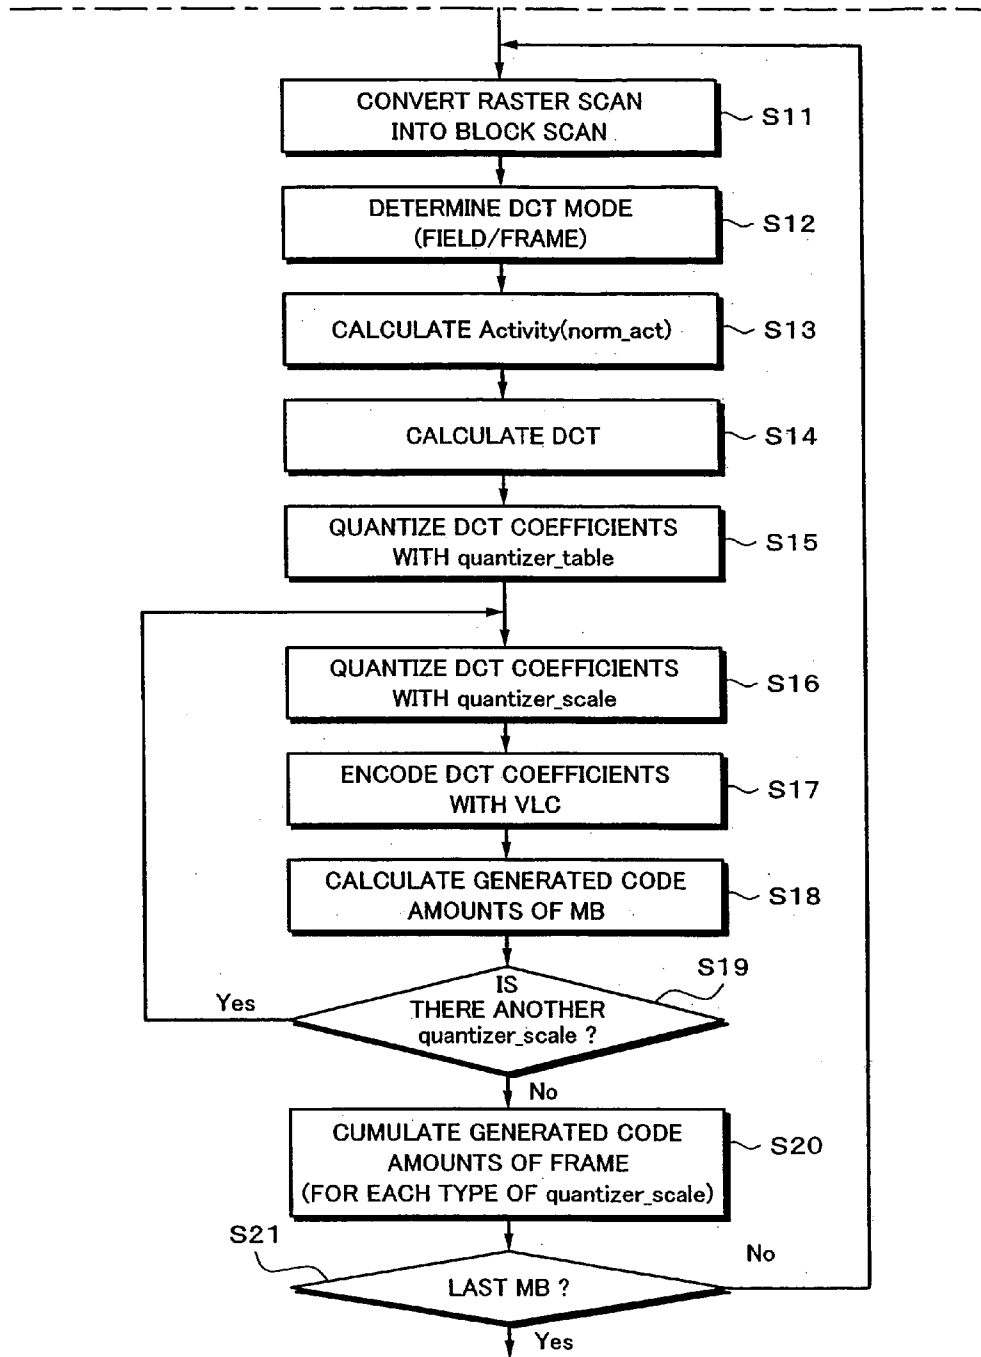 CONVERT RASTER SCAN
INTO BLOCK SCAN
S11
DETERMINE DCT MODE
(FIELD/FRAME)
S12
CALCULATE Activity(norm_act)
S13
CALCULATE DCT
S14
QUANTIZE DCT COEFFICIENTS
WITH quantizer_table
S15
QUANTIZE DCT COEFFICIENTS
WITH quantizer_scale
S16
ENCODE DCT COEFFICIENTS
WITH VLC
S17
CALCULATE GENERATED CODE
AMOUNTS OF MB
S18
S19
IS
THERE ANOTHER
quantizer_scale ?
Yes
No
CUMULATE GENERATED CODE
AMOUNTS OF FRAME
(FOR EACH TYPE OF quantizer_scale)
S20
S21
LAST MB ?
No
Yes